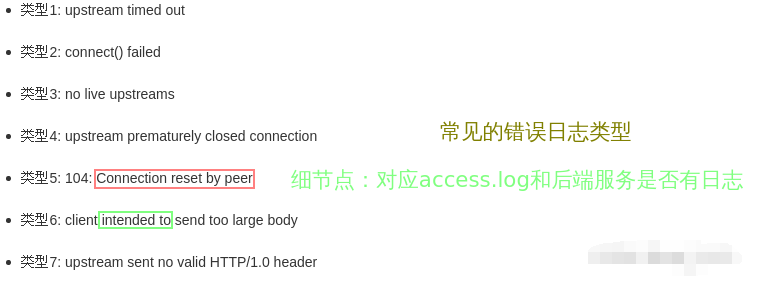 类型1: upstream timed out
类型2: connect() failed
类型3: no live upstreams
类型4: upstream prematurely closed connection
常见的错误日志类型
类型5: 104: Connection reset by peer
细节点：对应access.log和后端服务是否有日志
类型6: client intended to send too large body
类型7: upstream sent no valid HTTP/1.0 header